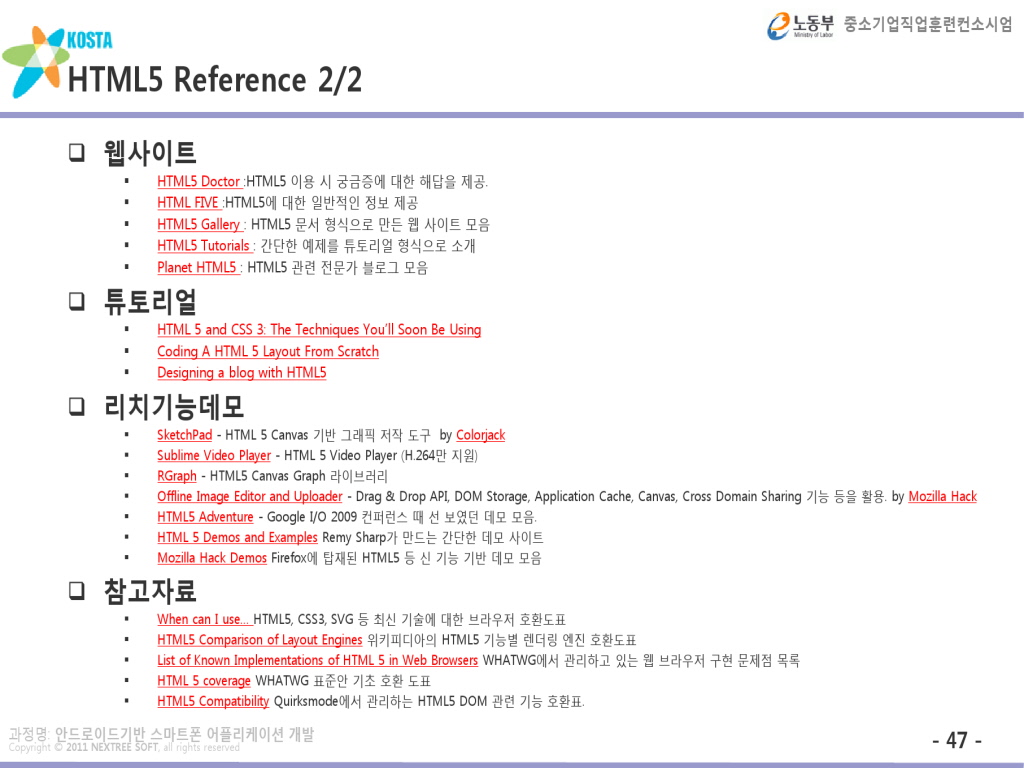 KOSTA
노동부 중소기업직업훈련컨소시엄
Ministry of Labor
HTML5 Reference 2/2
❑ 웹사이트
▪ HTML5 Doctor :HTML5 이용 시 궁금증에 대한 해답을 제공.
▪ HTML FIVE :HTML5에 대한 일반적인 정보 제공
▪ HTML5 Gallery : HTML5 문서 형식으로 만든 웹 사이트 모음
▪ HTML5 Tutorials : 간단한 예제를 튜토리얼 형식으로 소개
▪ Planet HTML5 : HTML5 관련 전문가 블로그 모음
❑ 튜토리얼
▪ HTML 5 and CSS 3: The Techniques You'll Soon Be Using
▪ Coding A HTML 5 Layout From Scratch
▪ Designing a blog with HTML5
❑ 리치기능데모
▪ SketchPad - HTML 5 Canvas 기반 그래픽 저작 도구 by Colorjack
▪ Sublime Video Player - HTML 5 Video Player (H.264만 지원)
▪ RGraph - HTML5 Canvas Graph 라이브러리
▪ Offline Image Editor and Uploader - Drag & Drop API, DOM Storage, Application Cache, Canvas, Cross Domain Sharing 기능 등을 활용. by Mozilla Hack
▪ HTML5 Adventure - Google I/O 2009 컨퍼런스 때 선 보였던 데모 모음.
▪ HTML 5 Demos and Examples Remy Sharp가 만드는 간단한 데모 사이트
▪ Mozilla Hack Demos Firefox에 탑재된 HTML5 등 신 기능 기반 데모 모음
❑ 참고자료
▪ When can I use... HTML5, CSS3, SVG 등 최신 기술에 대한 브라우저 호환도표
▪ HTML5 Comparison of Layout Engines 위키피디아의 HTML5 기능별 렌더링 엔진 호환도표
▪ List of Known Implementations of HTML 5 in Web Browsers WHATWG에서 관리하고 있는 웹 브라우저 구현 문제점 목록
▪ HTML 5 coverage WHATWG 표준안 기초 호환 도표
▪ HTML5 Compatibility Quirksmode에서 관리하는 HTML5 DOM 관련 기능 호환표.
과정명: 안드로이드기반 스마트폰 어플리케이션 개발
Copyright © 2011 NEXTREE SOFT, all rights reserved
- 47 -